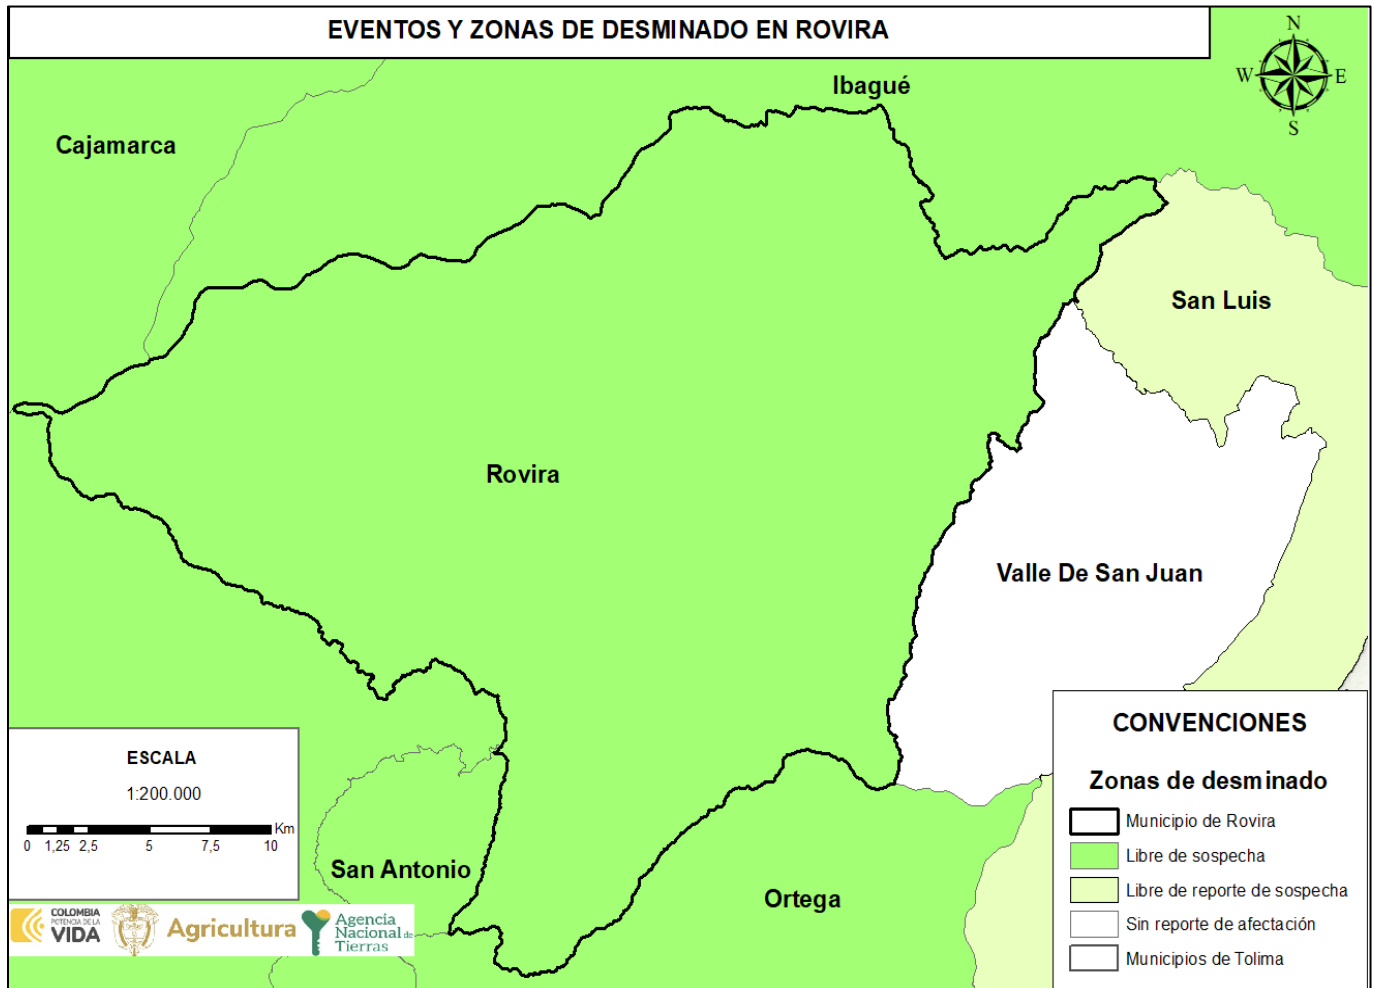 EVENTOS Y ZONAS DE DESMINADO EN ROVIRA
N
W
E
S
Ibagué
Cajamarca
San Luis
Rovira
Valle De San Juan
San Antonio
Ortega
ESCALA
1:200.000
Km
0 1,25 2,5 5 7,5 10
COLOMBIA
POTENCIA DE LA
VIDA
Agricultura
Agencia
Nacional de
Tierras
CONVENCIONES
Zonas de desminado
Municipio de Rovira
Libre de sospecha
Libre de reporte de sospecha
Sin reporte de afectación
Municipios de Tolima